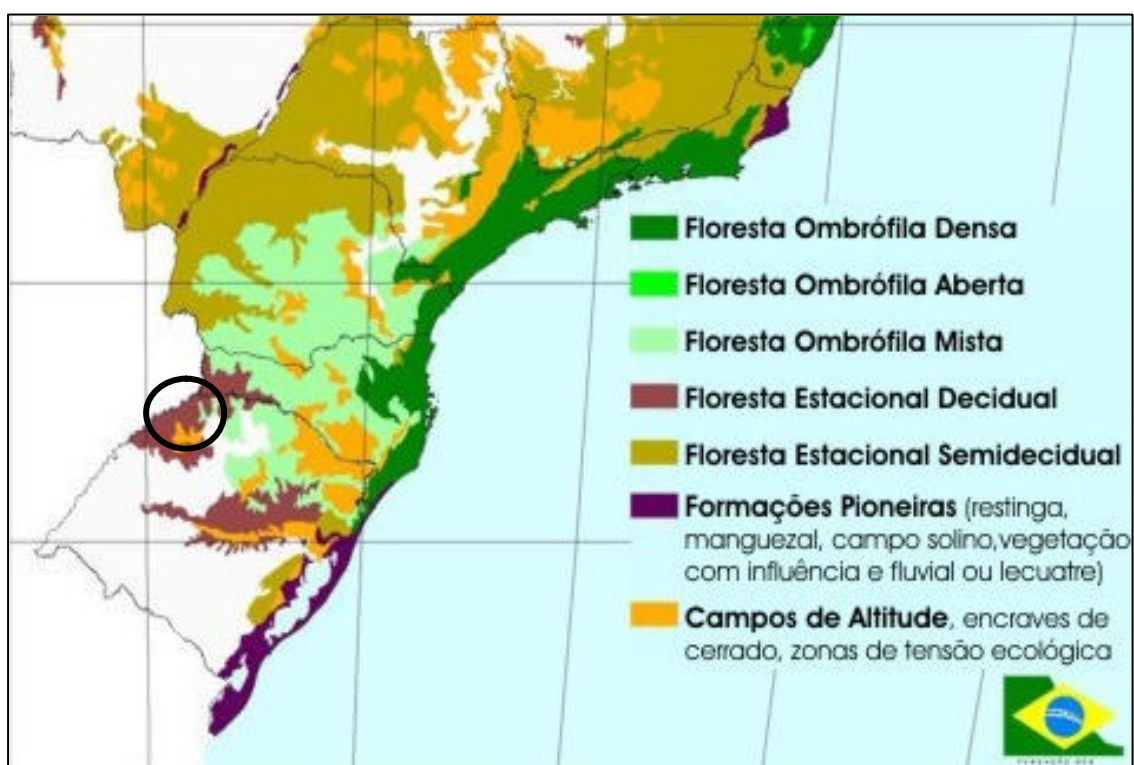 Floresta Ombrófila Densa
Floresta Ombrófila Aberta
Floresta Ombrófila Mista
Floresta Estacional Decidual
Floresta Estacional Semidecidual
Formações Pioneiras (restinga,
manguezal, campo solino,vegetação
com influência e fluvial ou lecuatre)
Campos de Altitude, encraves de
cerrado, zonas de tensão ecológica